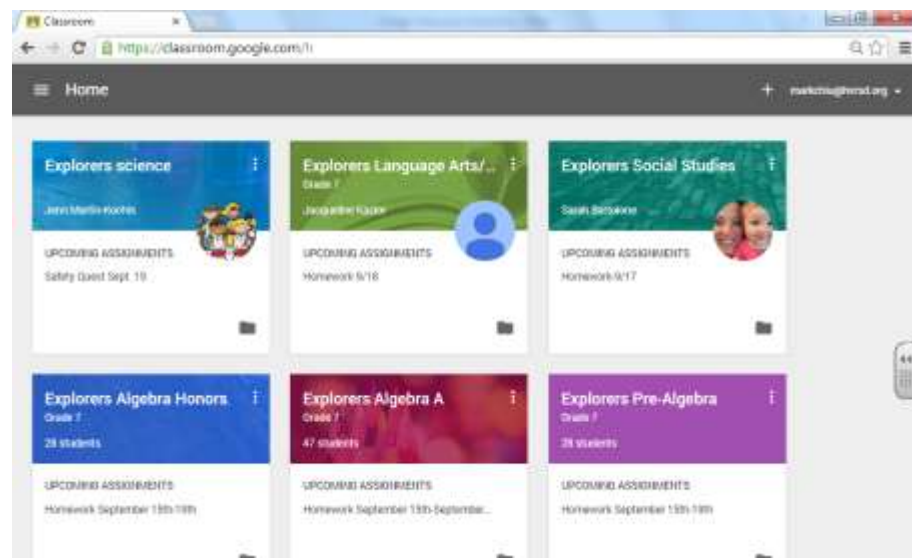 Classroom
https://classroom.google.com/h
Home
Explorers science
UPCOMING ASSIGNMENTS
Safety Quest Sept. 19
Explorers Language Arts/...
Grade 7
UPCOMING ASSIGNMENTS
Homework 9/18
Explorers Social Studies
UPCOMING ASSIGNMENTS
Homework 9/17
Explorers Algebra Honors
Grade 7
28 students
UPCOMING ASSIGNMENTS
Homework September 15th-19th
Explorers Algebra A
Grade 7
47 students
UPCOMING ASSIGNMENTS
Homework September 15th-September...
Explorers Pre-Algebra
Grade 7
28 students
UPCOMING ASSIGNMENTS
Homework September 15th-19th